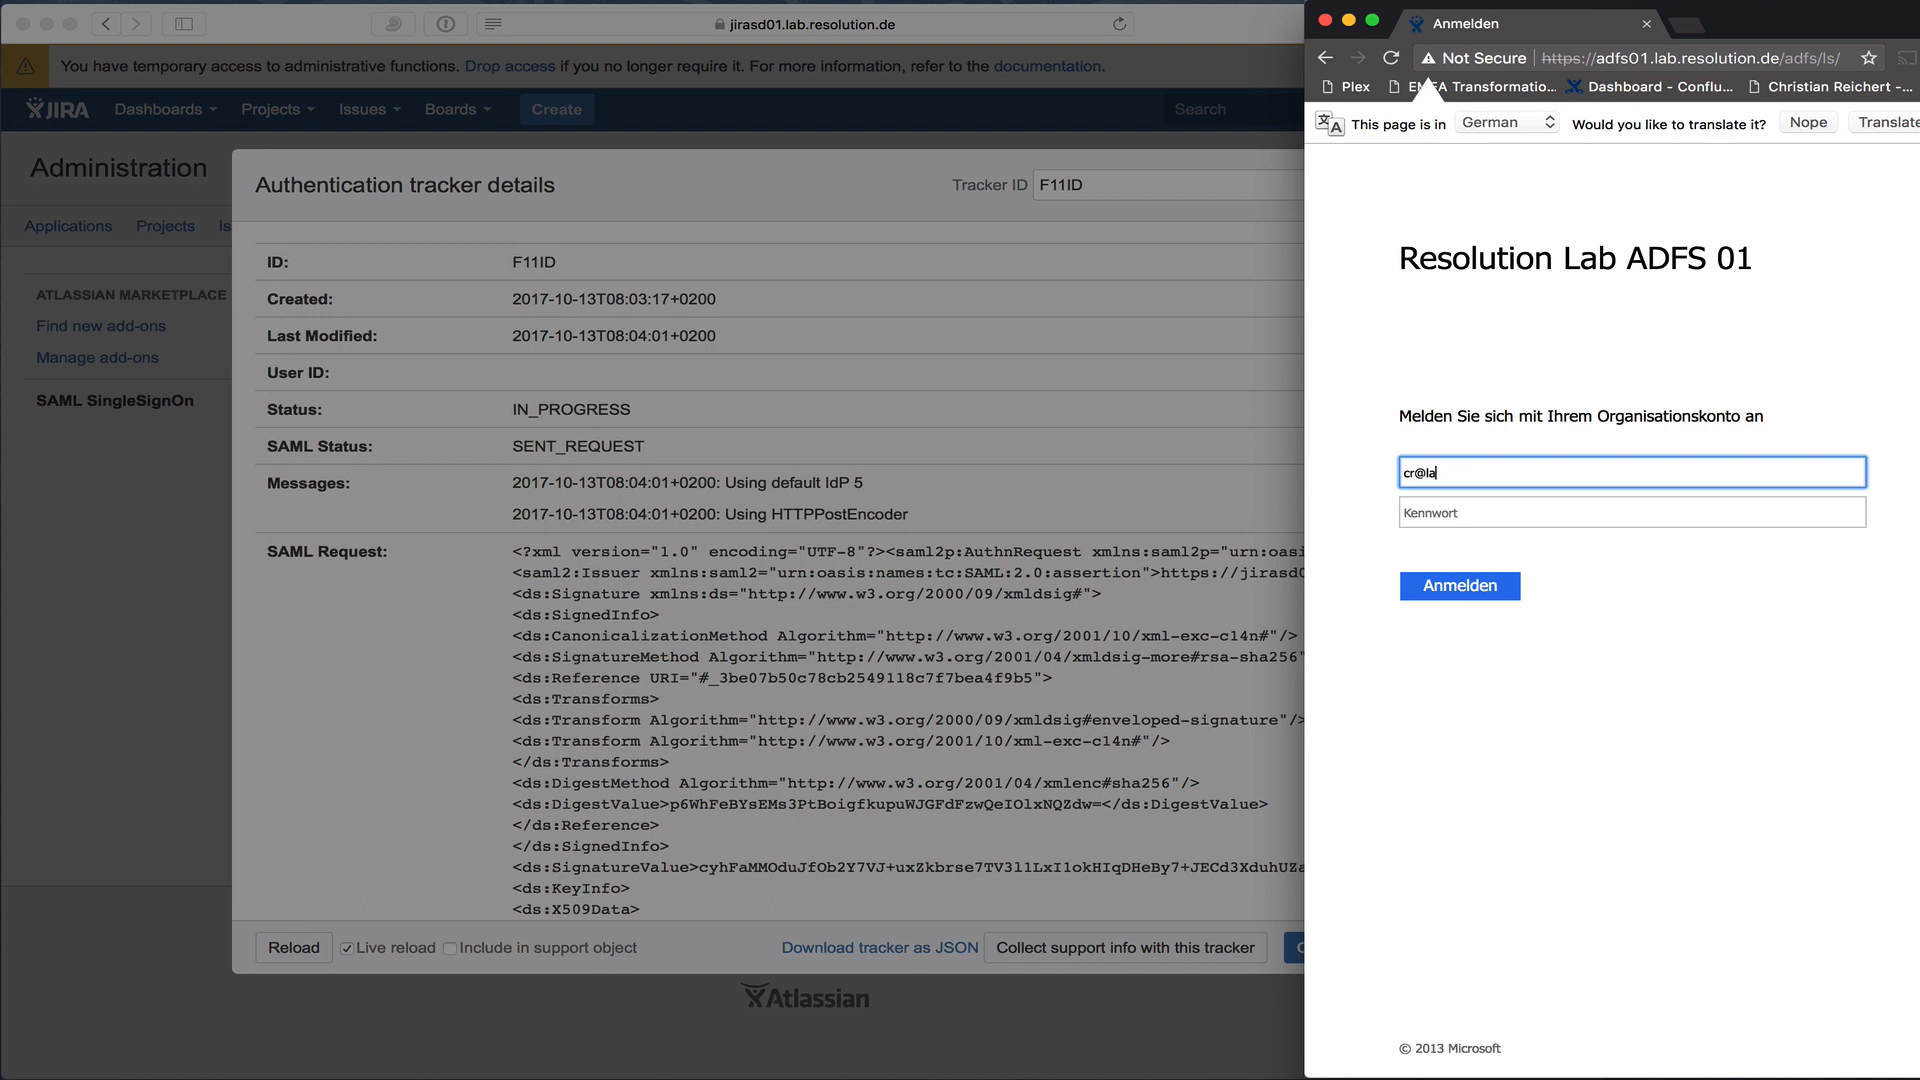 jirasd01.lab.resolution.de
You have temporary access to administrative functions. Drop access if you no longer require it. For more information, refer to the documentation.
JIRA Dashboards Projects Issues Boards Create Search
Administration
Applications Projects Is
ATLASSIAN MARKETPLACE
Find new add-ons
Manage add-ons
SAML SingleSignOn
Authentication tracker details
Tracker ID F11ID
ID: F11ID
Created: 2017-10-13T08:03:17+0200
Last Modified: 2017-10-13T08:04:01+0200
User ID:
Status: IN_PROGRESS
SAML Status: SENT_REQUEST
Messages: 2017-10-13T08:04:01+0200: Using default IdP 5
2017-10-13T08:04:01+0200: Using HTTPPostEncoder
SAML Request: <?xml version="1.0" encoding="UTF-8"?><saml2p:AuthnRequest xmlns:saml2p="urn:oasi
<saml2:Issuer xmlns:saml2="urn:oasis:names:tc:SAML:2.0:assertion">https://jirasd0
<ds:Signature xmlns:ds="http://www.w3.org/2000/09/xmldsig#">
<ds:SignedInfo>
<ds:CanonicalizationMethod Algorithm="http://www.w3.org/2001/10/xml-exc-c14n#"/>
<ds:SignatureMethod Algorithm="http://www.w3.org/2001/04/xmldsig-more#rsa-sha256"
<ds:Reference URI="#_3be07b50c78cb2549118c7f7bea4f9b5">
<ds:Transforms>
<ds:Transform Algorithm="http://www.w3.org/2000/09/xmldsig#enveloped-signature"/>
<ds:Transform Algorithm="http://www.w3.org/2001/10/xml-exc-c14n#"/>
</ds:Transforms>
<ds:DigestMethod Algorithm="http://www.w3.org/2001/04/xmlenc#sha256"/>
<ds:DigestValue>p6WhFeBYsEMs3PtBoigfkupuWJGFdFzwQeIOlxNQZdw=</ds:DigestValue>
</ds:Reference>
</ds:SignedInfo>
<ds:SignatureValue>cyhFaMMOduJfOb2Y7VJ+uxZkbrse7TV3l1LxI1okHIqDHeBy7+JECd3XduhUZa
<ds:KeyInfo>
<ds:X509Data>
Reload Live reload Include in support object Download tracker as JSON Collect support info with this tracker
Atlassian
Anmelden
Not Secure https://adfs01.lab.resolution.de/adfs/ls/
Plex Transformatio... Dashboard - Conflu... Christian Reichert -...
This page is in German Would you like to translate it? Nope Translate
Resolution Lab ADFS 01
Melden Sie sich mit Ihrem Organisationskonto an
cr@la
Kennwort
Anmelden
© 2013 Microsoft